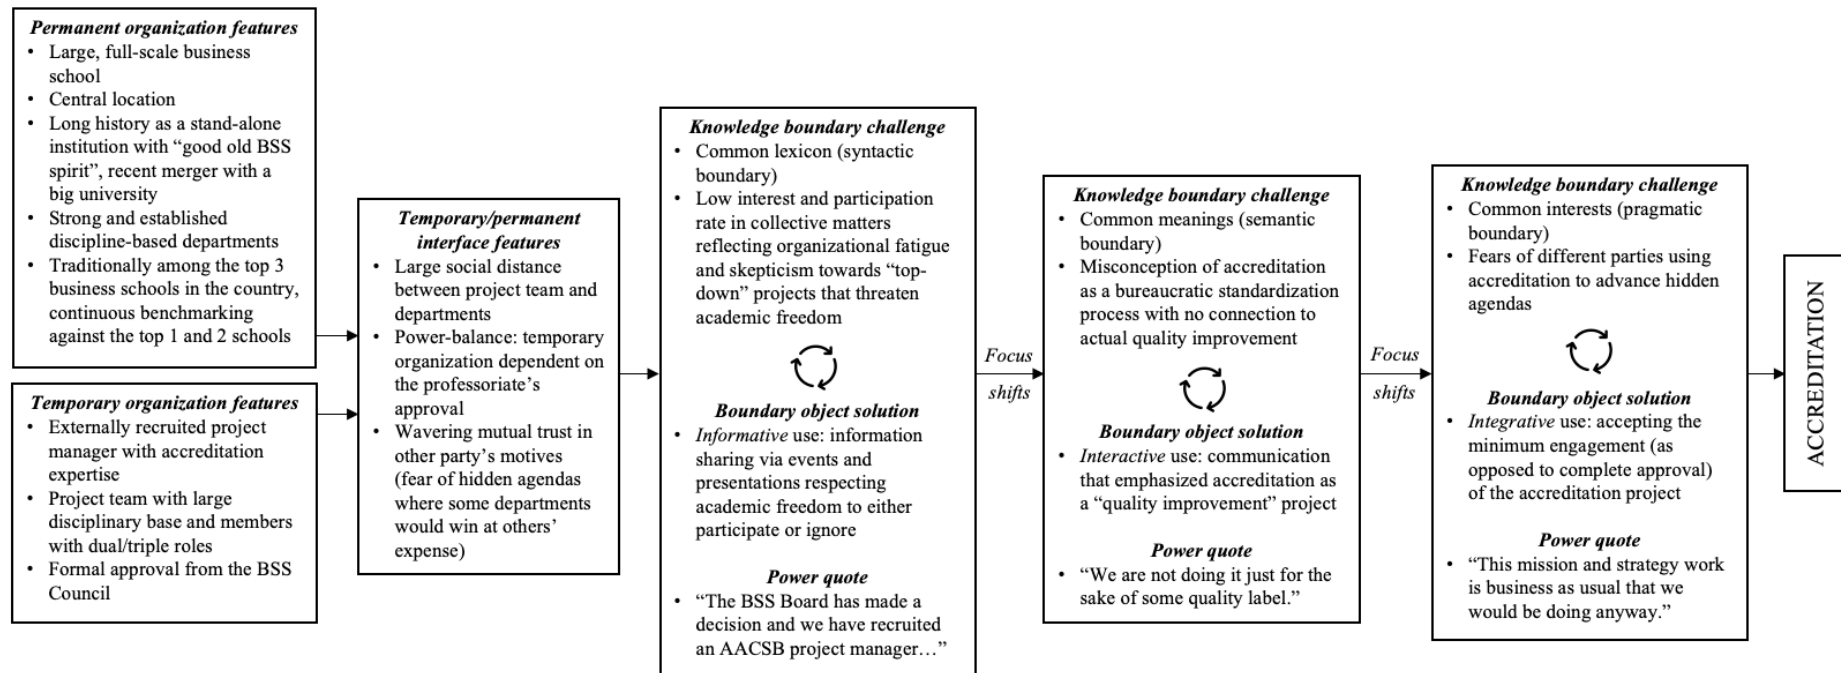 Permanent organization features
• Large, full-scale business
school
• Central location
• Long history as a stand-alone
institution with “good old BSS
spirit”, recent merger with a
big university
• Strong and established
discipline-based departments
• Traditionally among the top 3
business schools in the country,
continuous benchmarking
against the top 1 and 2 schools
Temporary organization features
• Externally recruited project
manager with accreditation
expertise
• Project team with large
disciplinary base and members
with dual/triple roles
• Formal approval from the BSS
Council
Temporary/permanent
interface features
• Large social distance
between project team and
departments
• Power-balance: temporary
organization dependent on
the professoriate’s
approval
• Wavering mutual trust in
other party’s motives
(fear of hidden agendas
where some departments
would win at others’
expense)
Knowledge boundary challenge
• Common lexicon (syntactic
boundary)
• Low interest and participation
rate in collective matters
reflecting organizational fatigue
and skepticism towards “top-
down” projects that threaten
academic freedom
Boundary object solution
• Informative use: information
sharing via events and
presentations respecting
academic freedom to either
participate or ignore
Power quote
• “The BSS Board has made a
decision and we have recruited
an AACSB project manager…”
Focus
shifts
Knowledge boundary challenge
• Common meanings (semantic
boundary)
• Misconception of accreditation
as a bureaucratic standardization
process with no connection to
actual quality improvement
Boundary object solution
• Interactive use: communication
that emphasized accreditation as
a “quality improvement” project
Power quote
• “We are not doing it just for the
sake of some quality label.”
Focus
shifts
Knowledge boundary challenge
• Common interests (pragmatic
boundary)
• Fears of different parties using
accreditation to advance hidden
agendas
Boundary object solution
• Integrative use: accepting the
minimum engagement (as
opposed to complete approval)
of the accreditation project
Power quote
• “This mission and strategy work
is business as usual that we
would be doing anyway.”
ACCREDITATION